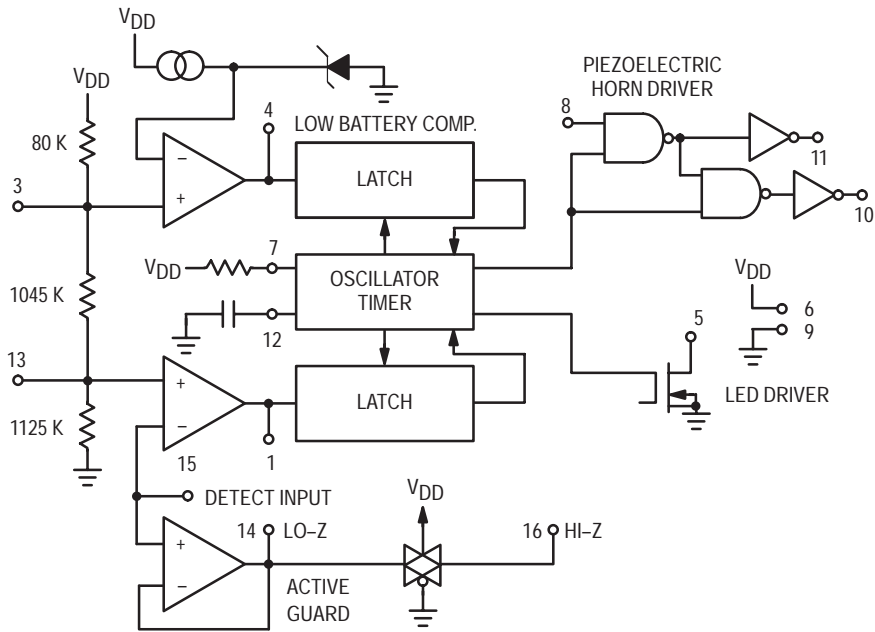 VDD
VDD
PIEZOELECTRIC
HORN DRIVER
4
8
LOW BATTERY COMP.
80 K
–
+
LATCH
11
3
10
7
VDD
OSCILLATOR
TIMER
VDD
1045 K
6
12
5
9
13
+
–
LATCH
LED DRIVER
1125 K
15
1
DETECT INPUT
VDD
14 LO–Z
16 HI–Z
+
–
ACTIVE
GUARD